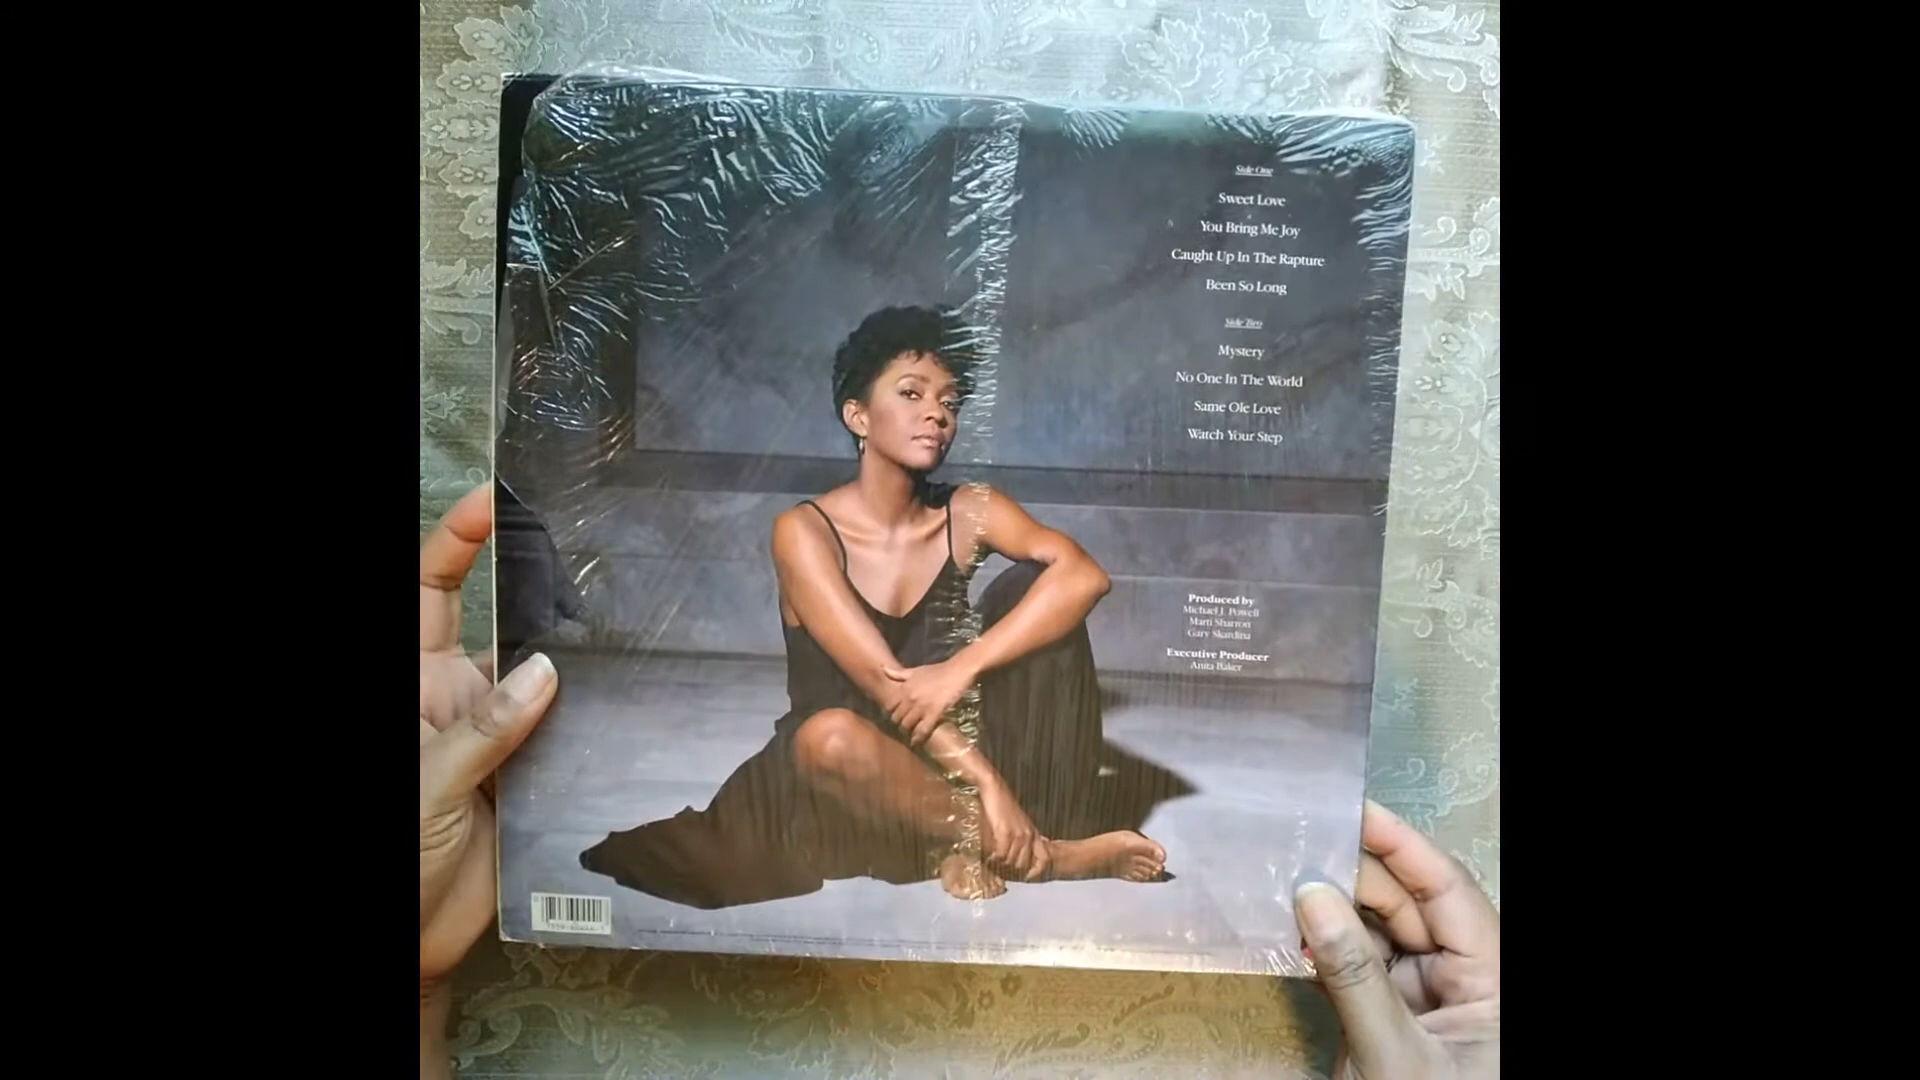 Side One
Sweet Love
You Bring Me Joy
Caught Up In The Rapture
Been So Long
Side Two
Mystery
No One In The World
Same Ole Love
Watch Your Step
Produced by
Michael J. Powell
Marti Sharron
Gary Skardina
Executive Producer
Anita Baker